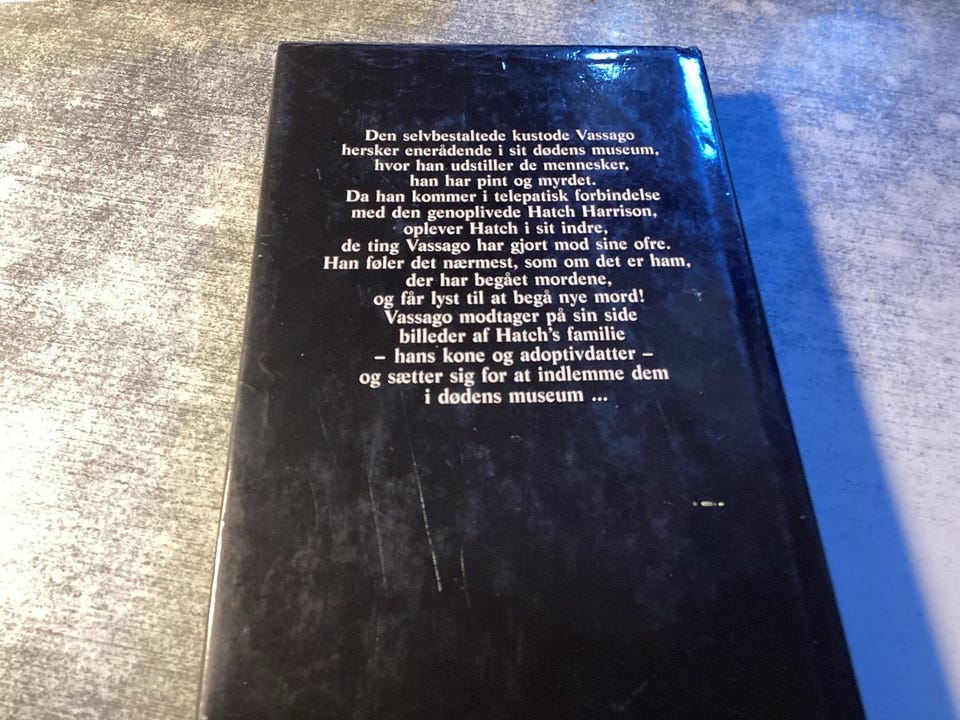 Den selvbestaltede kustode Vassago
hersker enerådende i sit dødens museum,
hvor han udstiller de mennesker,
han har pint og myrdet.
Da han kommer i telepatisk forbindelse
med den genoplivede Hatch Harrison,
oplever Hatch i sit indre,
de ting Vassago har gjort mod sine ofre.
Han føler det nærmest, som om det er ham,
der har begået mordene,
og får lyst til at begå nye mord!
Vassago modtager på sin side
billeder af Hatch's familie
– hans kone og adoptivdatter –
og sætter sig for at indlemme dem
i dødens museum ...